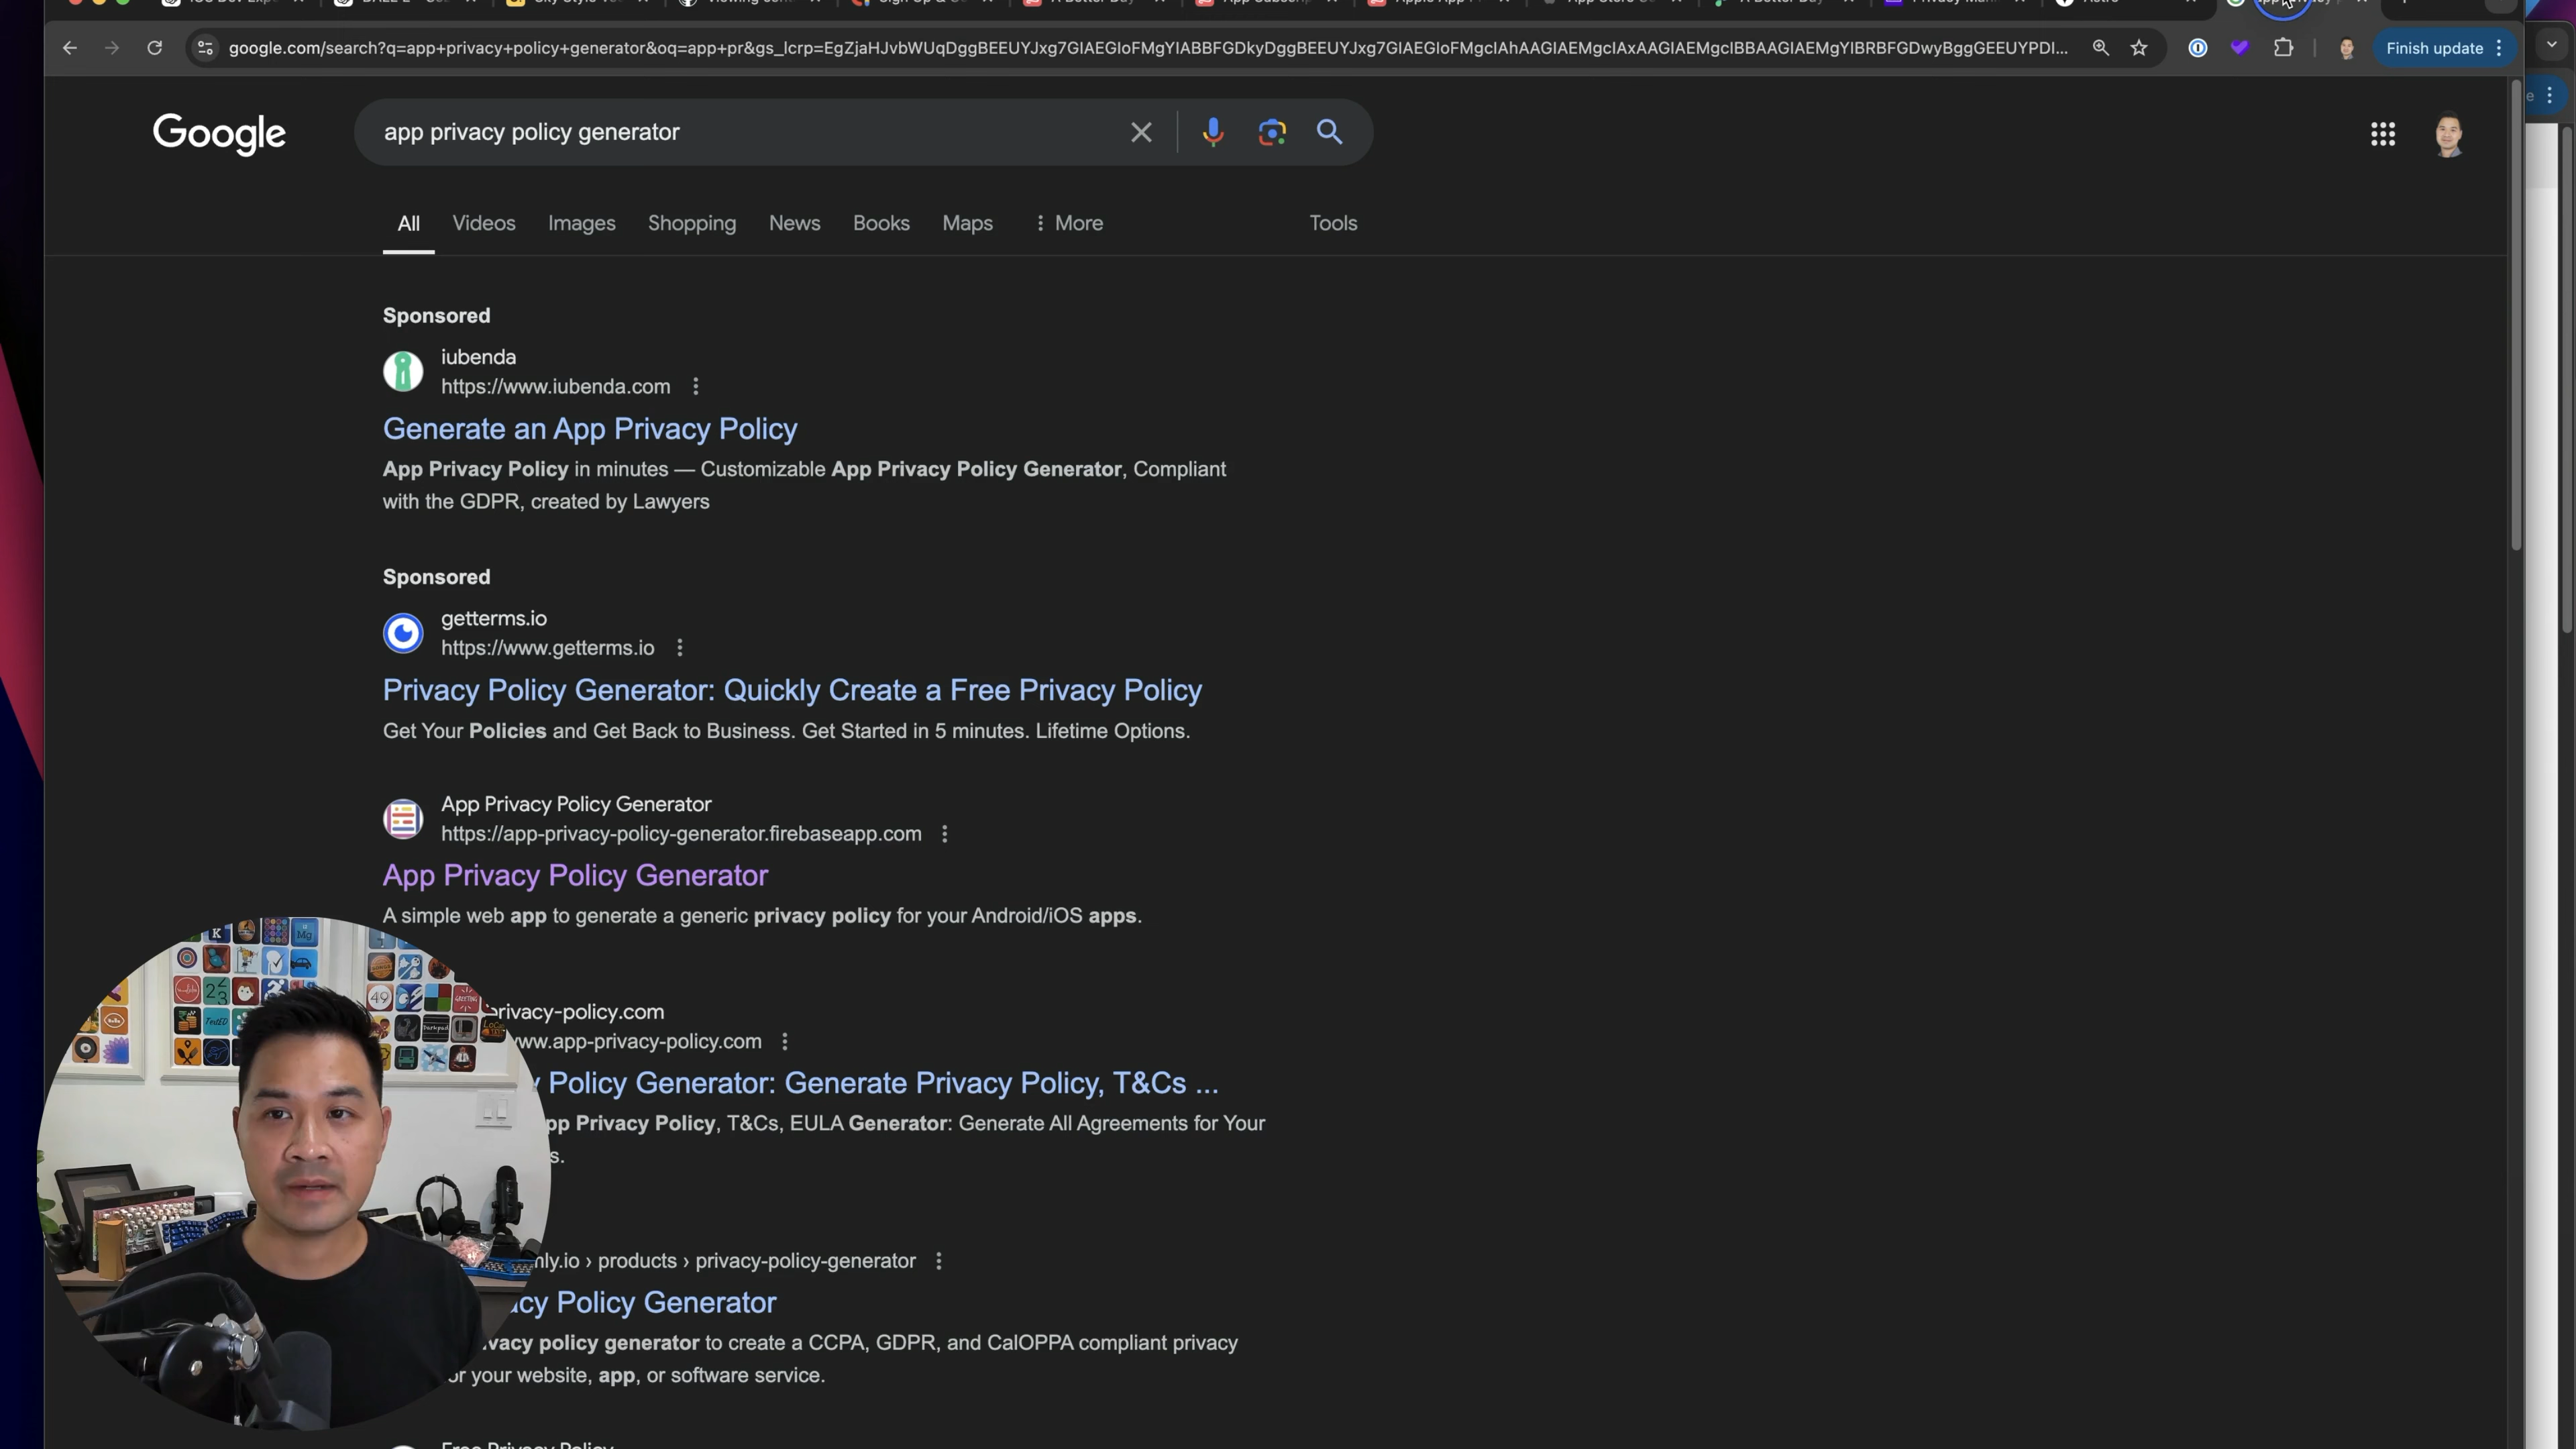 google.com/search?q=app+privacy+policy+generator&oq=app+pr&gs_lcrp=EgZjaHJvbWUqDggBEEUYJxg7GIAEGIoFMgYIABBFGDkyDggBEEUYJxg7GIAEGIoFMgcIAhAAGIAEMgcIAxAAGIAEMgcIBBAAGIAEMgYIBRBFGDwyBggGEEUYPDI...
Finish update
Google
app privacy policy generator
All Videos Images Shopping News Books Maps More Tools
Sponsored
iubenda
https://www.iubenda.com
Generate an App Privacy Policy
App Privacy Policy in minutes — Customizable App Privacy Policy Generator, Compliant
with the GDPR, created by Lawyers
Sponsored
getterms.io
https://www.getterms.io
Privacy Policy Generator: Quickly Create a Free Privacy Policy
Get Your Policies and Get Back to Business. Get Started in 5 minutes. Lifetime Options.
App Privacy Policy Generator
https://app-privacy-policy-generator.firebaseapp.com
App Privacy Policy Generator
A simple web app to generate a generic privacy policy for your Android/iOS apps.
privacy-policy.com
www.app-privacy-policy.com
Policy Generator: Generate Privacy Policy, T&Cs ...
pp Privacy Policy, T&Cs, EULA Generator: Generate All Agreements for Your
s.
nly.io › products › privacy-policy-generator
acy Policy Generator
ivacy policy generator to create a CCPA, GDPR, and CalOPPA compliant privacy
or your website, app, or software service.
Free Privacy Policy